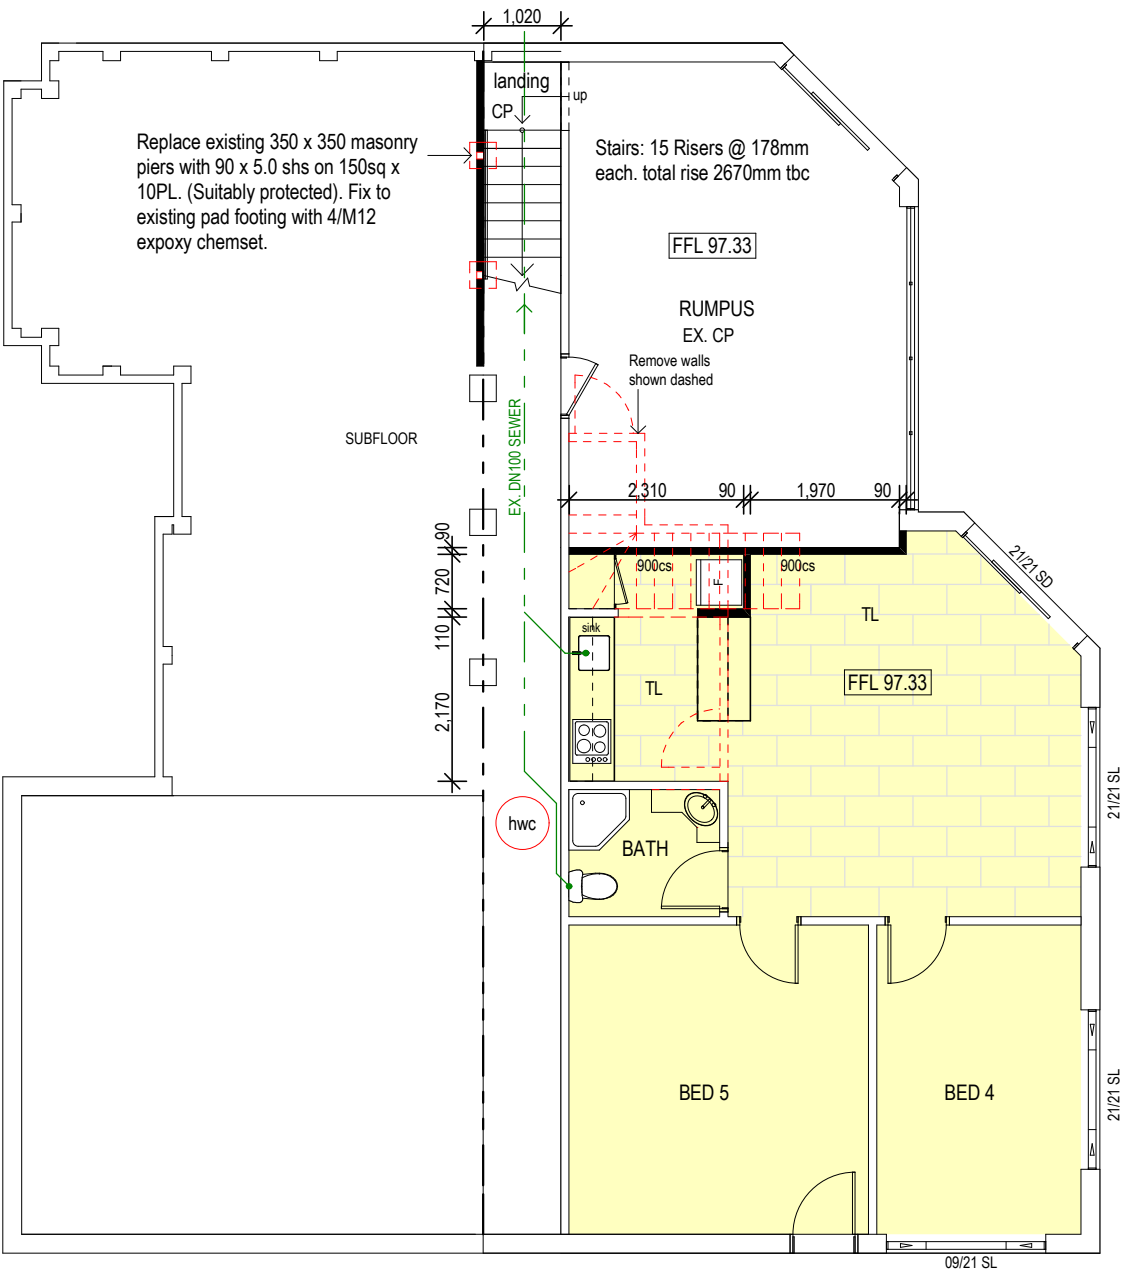 1,020
landing
CP
up
Replace existing 350 x 350 masonry
piers with 90 x 5.0 shs on 150sq x
10PL. (Suitably protected). Fix to
existing pad footing with 4/M12
expoxy chemset.
Stairs: 15 Risers @ 178mm
each. total rise 2670mm tbc
FFL 97.33
RUMPUS
EX. CP
Remove walls
shown dashed
SUBFLOOR
EX. DN100 SEWER
2,310
90
1,970
90
90
720
110
2,170
900cs
F
900cs
21/21 SD
TL
sink
TL
FFL 97.33
21/21 SL
hwc
BATH
BED 5
BED 4
21/21 SL
09/21 SL